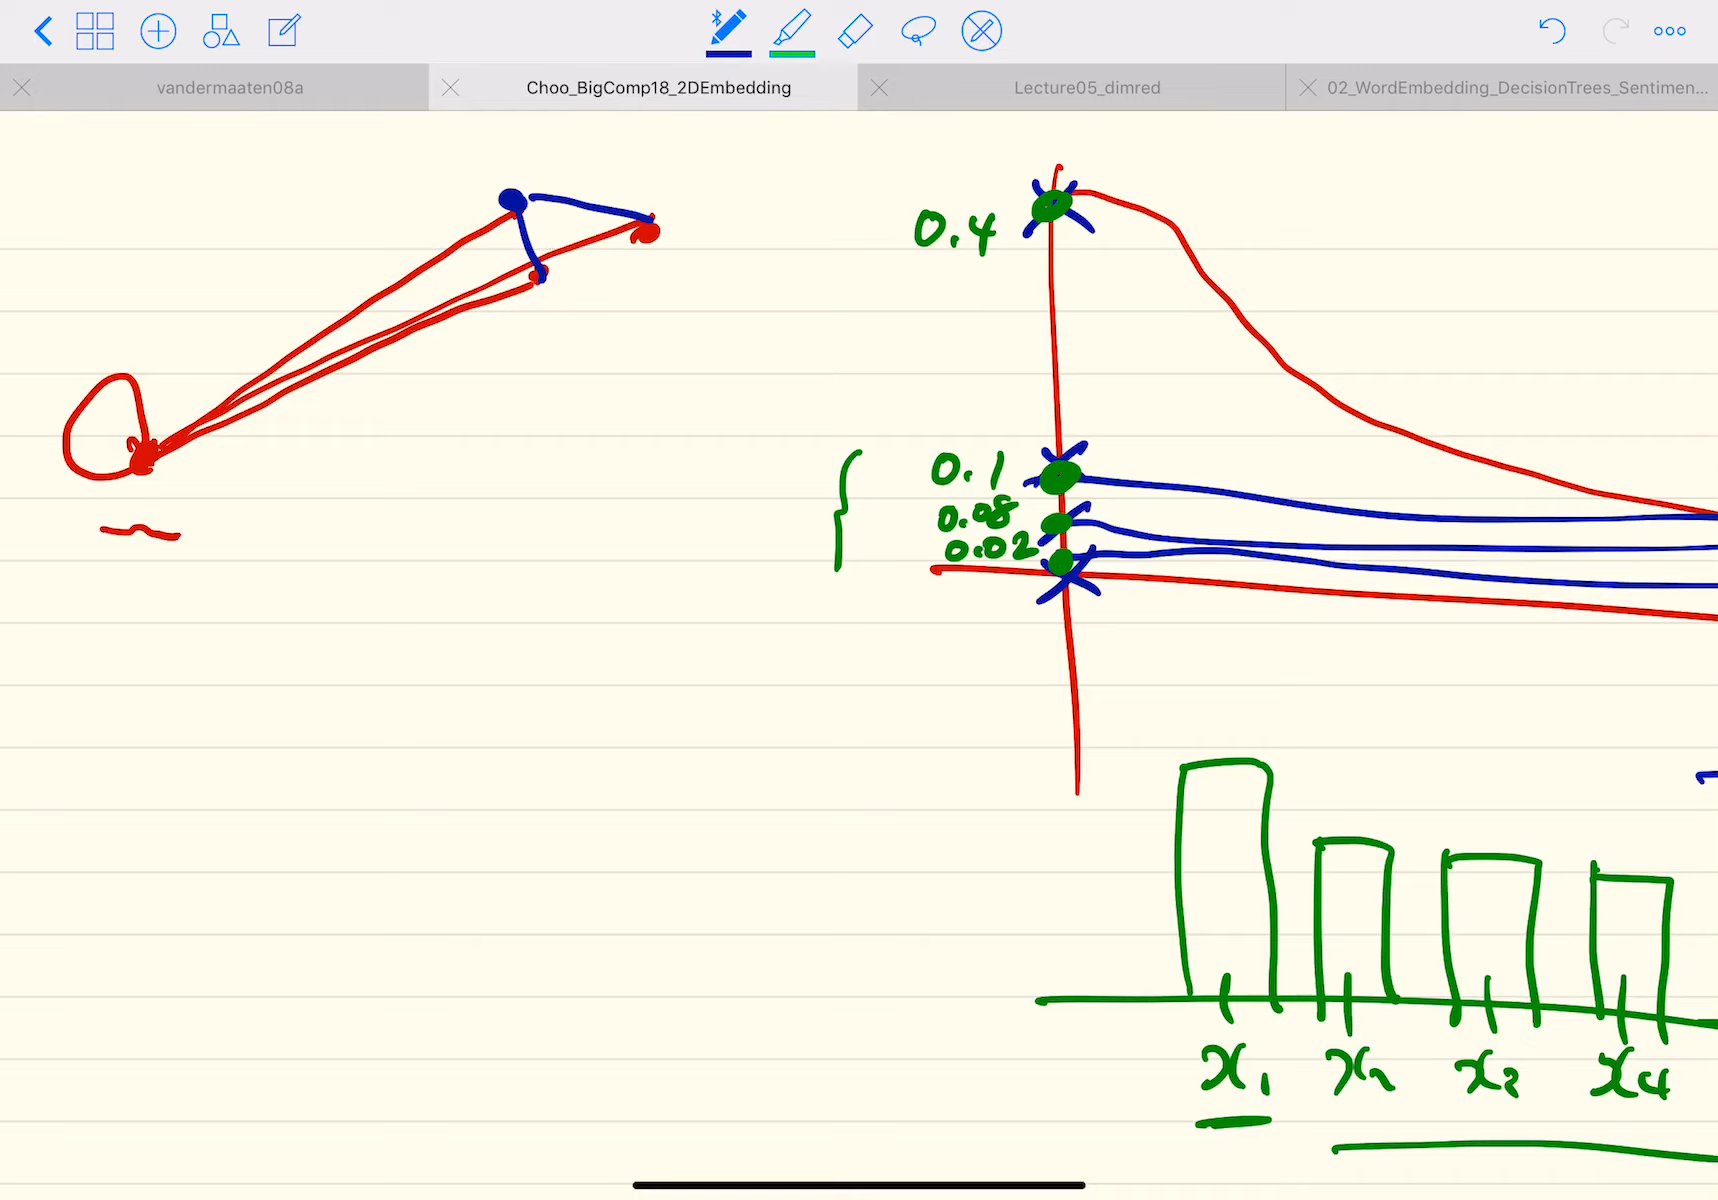 vandermaaten08a
Choo_BigComp18_2DEmbedding
Lecture05_dimred
02_WordEmbedding_DecisionTrees_Sentimen...
0.4
0.1
0.08
0.02
x1 x2 x3 x4